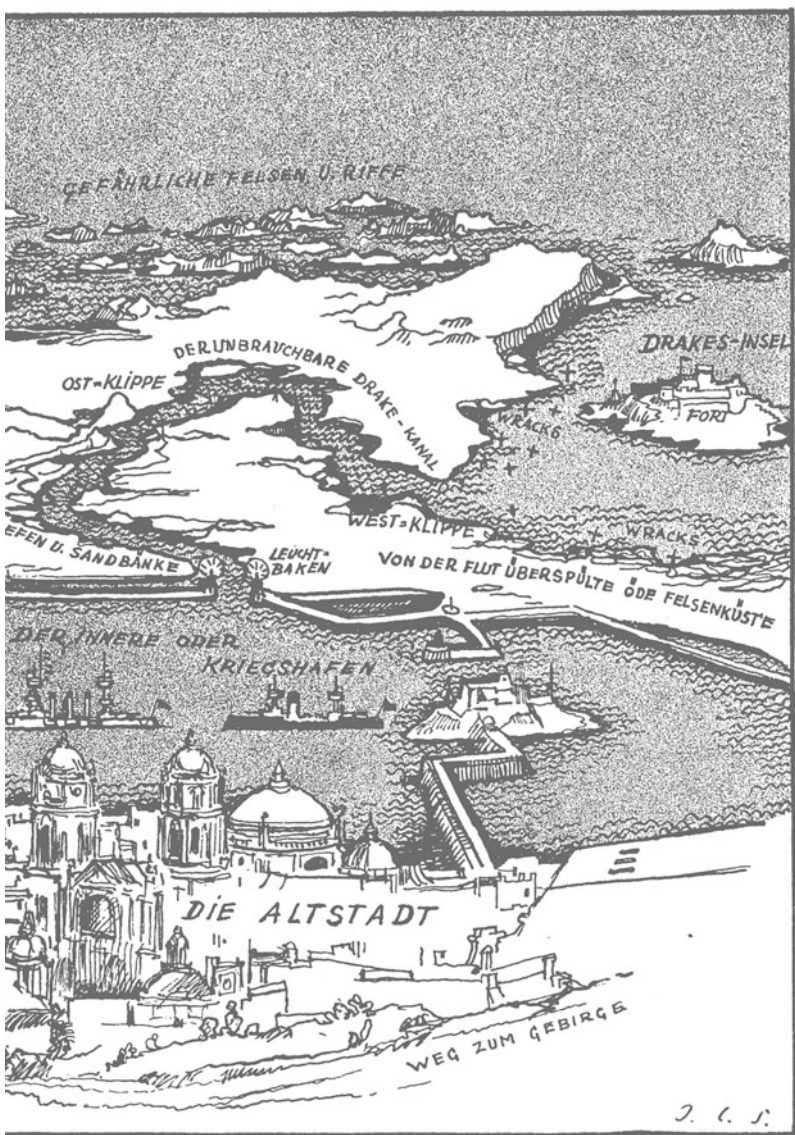 GEFÄHRLICHE FELSEN U. RIFFE
DRAKES-INSEL
FORT
DER UNBRAUCHBARE DRAKE-KANAL
OST=KLIPPE
WRACKS
WEST=KLIPPE
WRACKS
EFEN U. SANDBÄNKE
LEUCHT=
BAKEN
VON DER FLUT ÜBERSPÜLTE ÖDE FELSENKÜSTE
DER INNERE ODER
KRIEGSHAFEN
DIE ALTSTADT
WEG ZUM GEBIRGE
J. C. S.